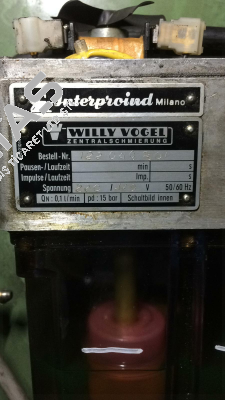 Interproind Milano
WILLY VOGEL
ZENTRALSCHMIERUNG
Bestell-Nr.
Pausen-/Laufzeit min s
Impulse/Laufzeit Imp. s
Spannung V 50/60 Hz
QN: 0,1 l/min pd: 15 bar Schaltbild innen